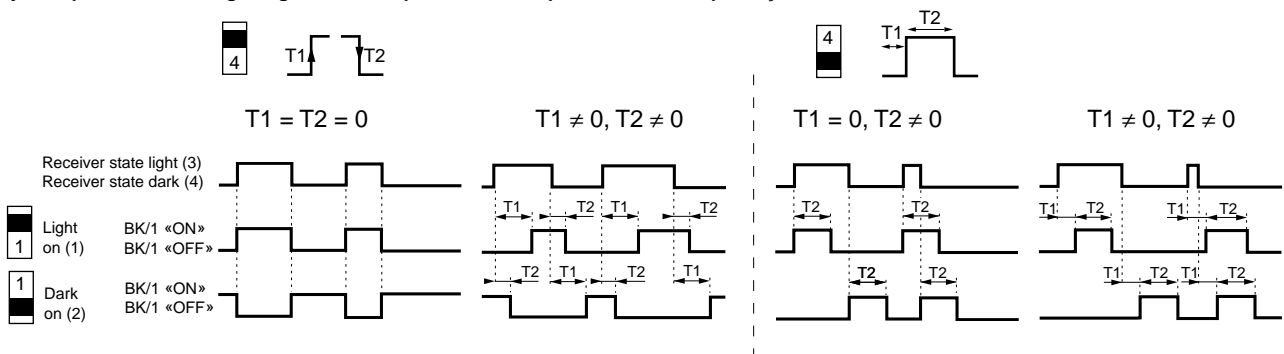 4
T1
T2
4
T1
T2
T1 = T2 = 0
T1 ≠ 0, T2 ≠ 0
T1 = 0, T2 ≠ 0
T1 ≠ 0, T2 ≠ 0
Receiver state light (3)
Receiver state dark (4)
T1 T2 T1 T2
T2 T2
T1 T2 T1 T2
1
Light
on (1)
BK/1 «ON»
BK/1 «OFF»
T2 T1 T2 T1
T2 T2
T1 T2 T1 T2
1
Dark
on (2)
BK/1 «ON»
BK/1 «OFF»